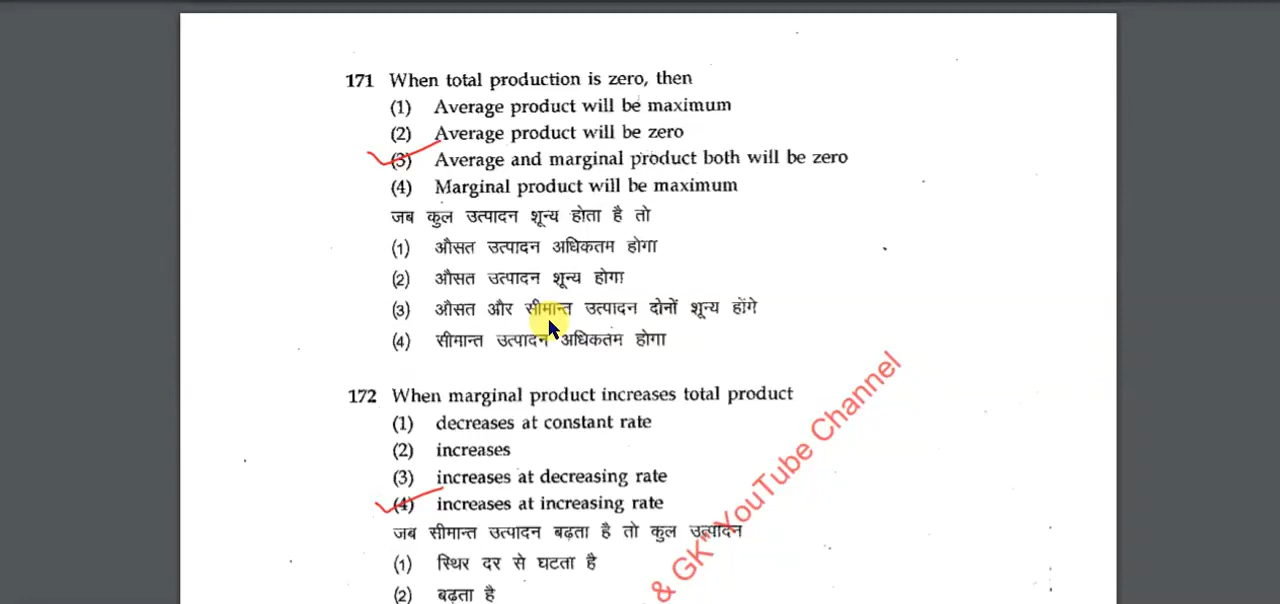 171 When total production is zero, then
(1) Average product will be maximum
(2) Average product will be zero
(3) Average and marginal product both will be zero
(4) Marginal product will be maximum
जब कुल उत्पादन शून्य होता है तो
(1) औसत उत्पादन अधिकतम होगा
(2) औसत उत्पादन शून्य होगा
(3) औसत और सीमान्त उत्पादन दोनों शून्य होंगे
(4) सीमान्त उत्पादन अधिकतम होगा
172 When marginal product increases total product
(1) decreases at constant rate
(2) increases
(3) increases at decreasing rate
(4) increases at increasing rate
जब सीमान्त उत्पादन बढ़ता है तो कुल उत्पादन
(1) स्थिर दर से घटता है
(2) बढ़ता है
& GK" YouTube Channel